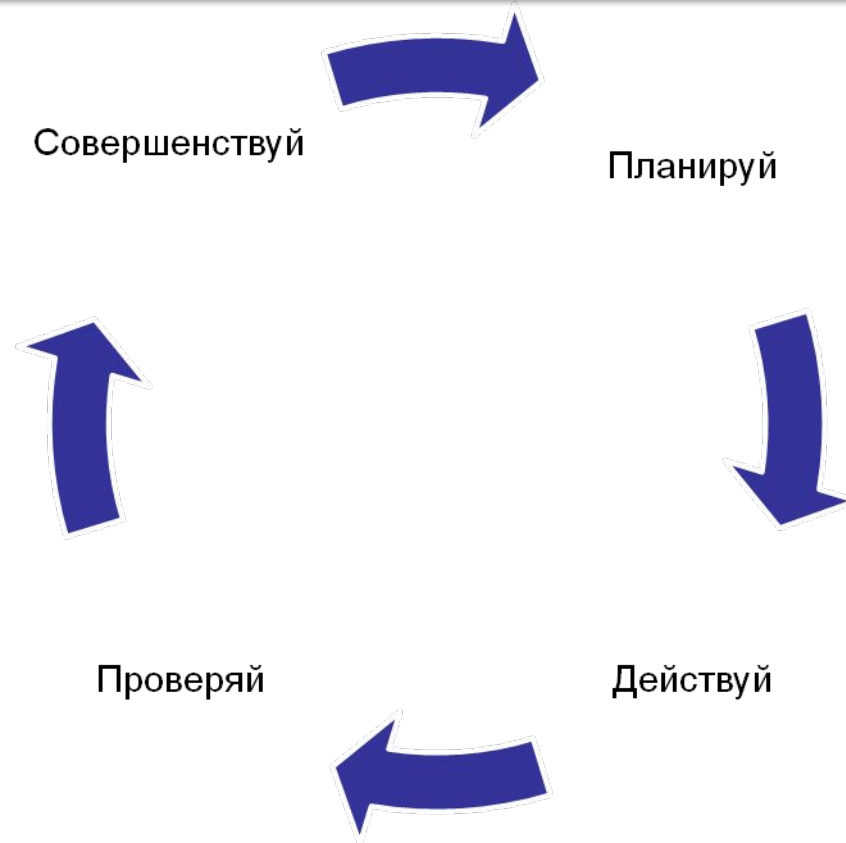 Совершенствуй
Планируй
Проверяй
Действуй